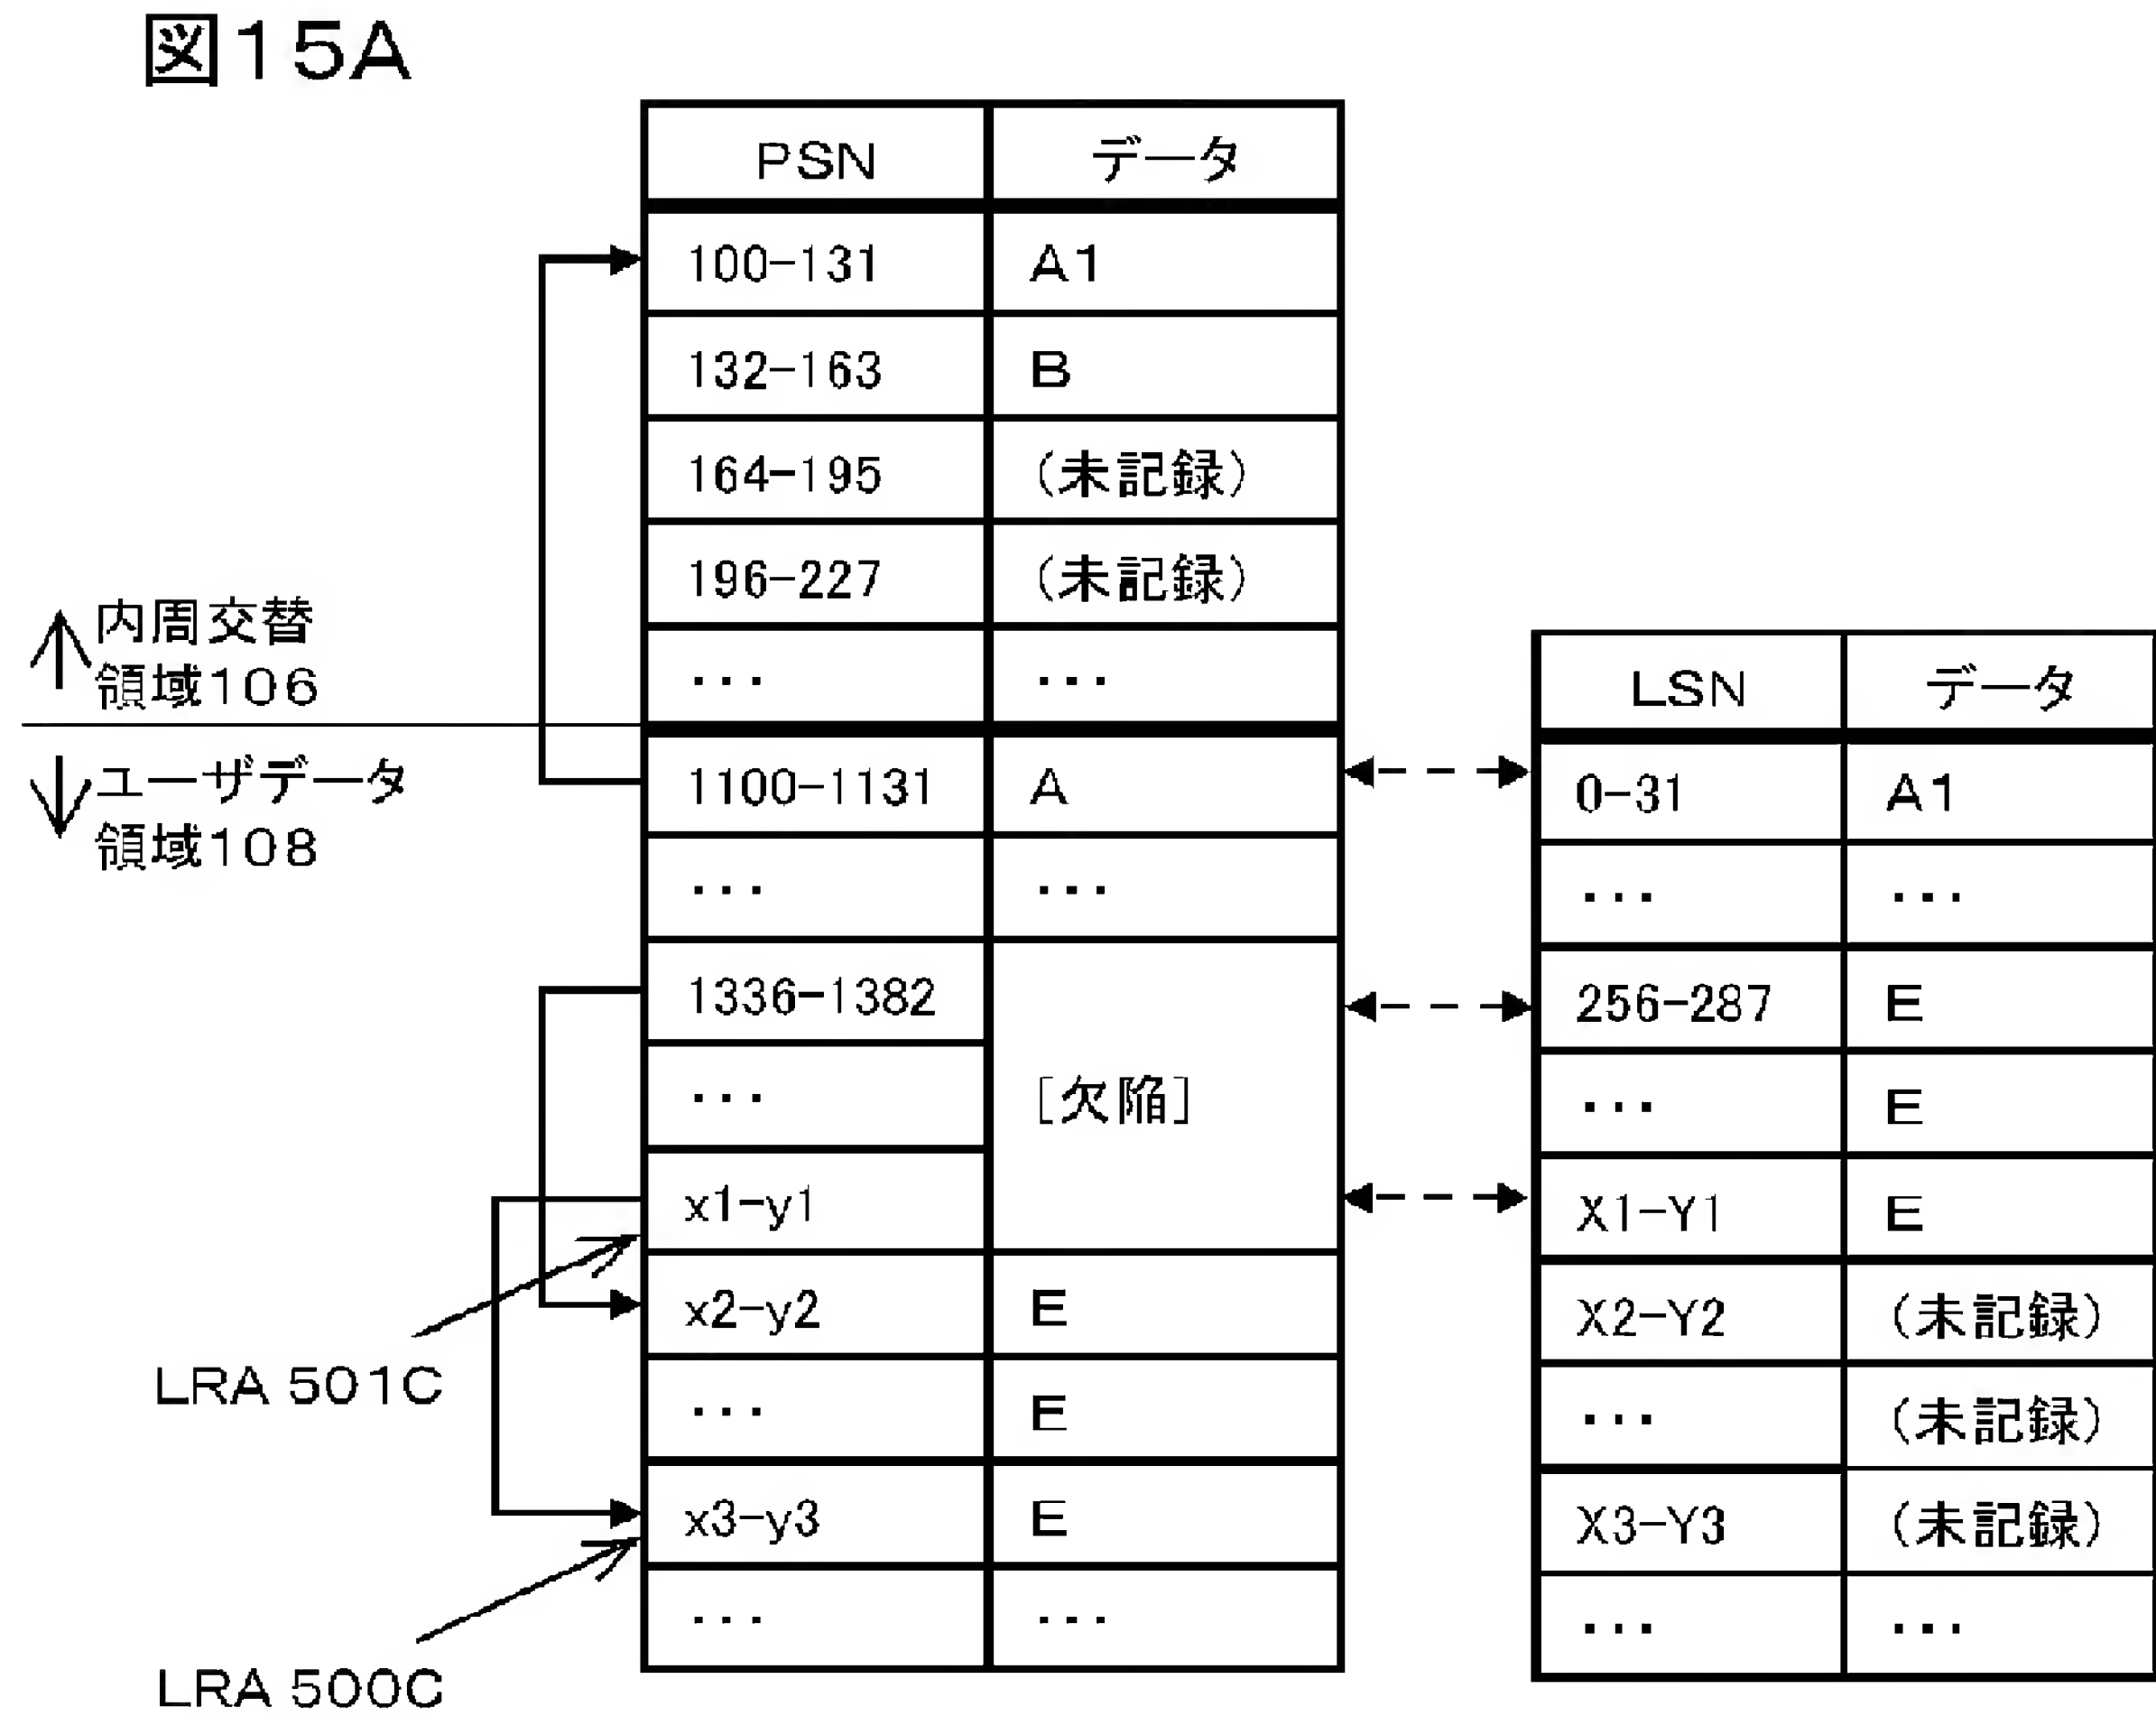 図15A
PSN データ
100-131 A1
132-163 B
164-195 (未記録)
196-227 (未記録)
... ...
内周交替
領域106
ユーザデータ
領域108
1100-1131 A
... ...
1336-1382
... [欠陥]
x1-y1
x2-y2 E
... E
x3-y3 E
... ...
LRA 501C
LRA 500C
LSN データ
0-31 A1
... ...
256-287 E
... E
X1-Y1 E
X2-Y2 (未記録)
... (未記録)
X3-Y3 (未記録)
... ...